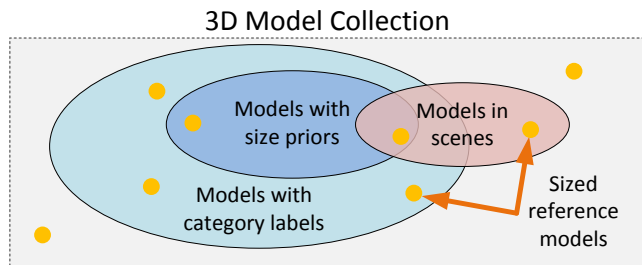 3D Model Collection
Models with
size priors
Models in
scenes
Models with
category labels
Sized
reference
models